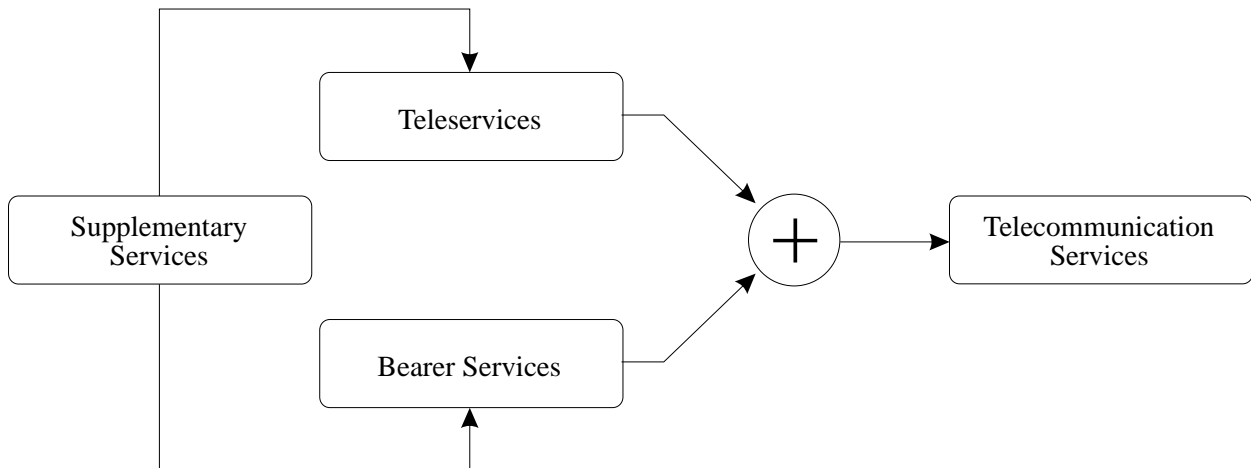 Teleservices
Supplementary
Services
+
Telecommunication
Services
Bearer Services